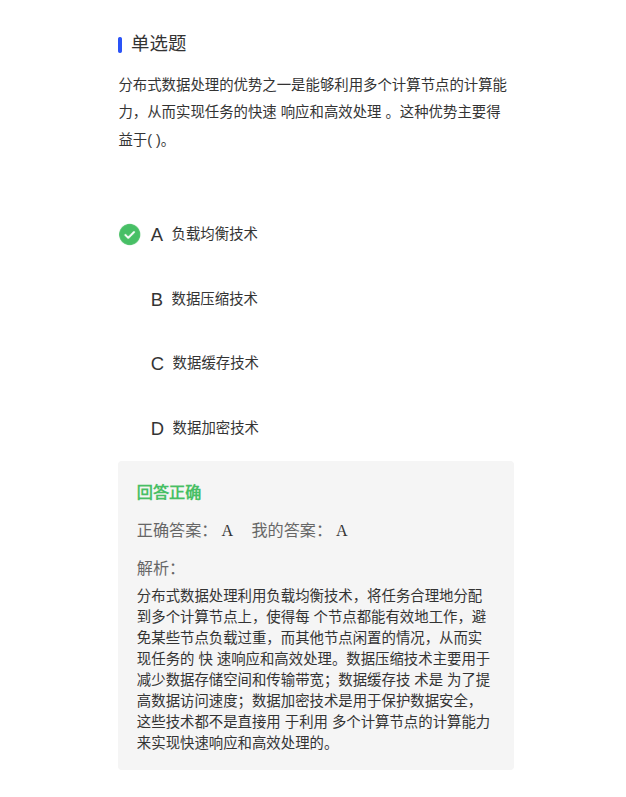 单选题
分布式数据处理的优势之一是能够利用多个计算节点的计算能
力，从而实现任务的快速 响应和高效处理 。这种优势主要得
益于( )。
A 负载均衡技术
B 数据压缩技术
C 数据缓存技术
D 数据加密技术
回答正确
正确答案： A 我的答案： A
解析：
分布式数据处理利用负载均衡技术，将任务合理地分配
到多个计算节点上，使得每 个节点都能有效地工作，避
免某些节点负载过重，而其他节点闲置的情况，从而实
现任务的 快 速响应和高效处理。数据压缩技术主要用于
减少数据存储空间和传输带宽；数据缓存技 术是 为了提
高数据访问速度；数据加密技术是用于保护数据安全，
这些技术都不是直接用 于利用 多个计算节点的计算能力
来实现快速响应和高效处理的。